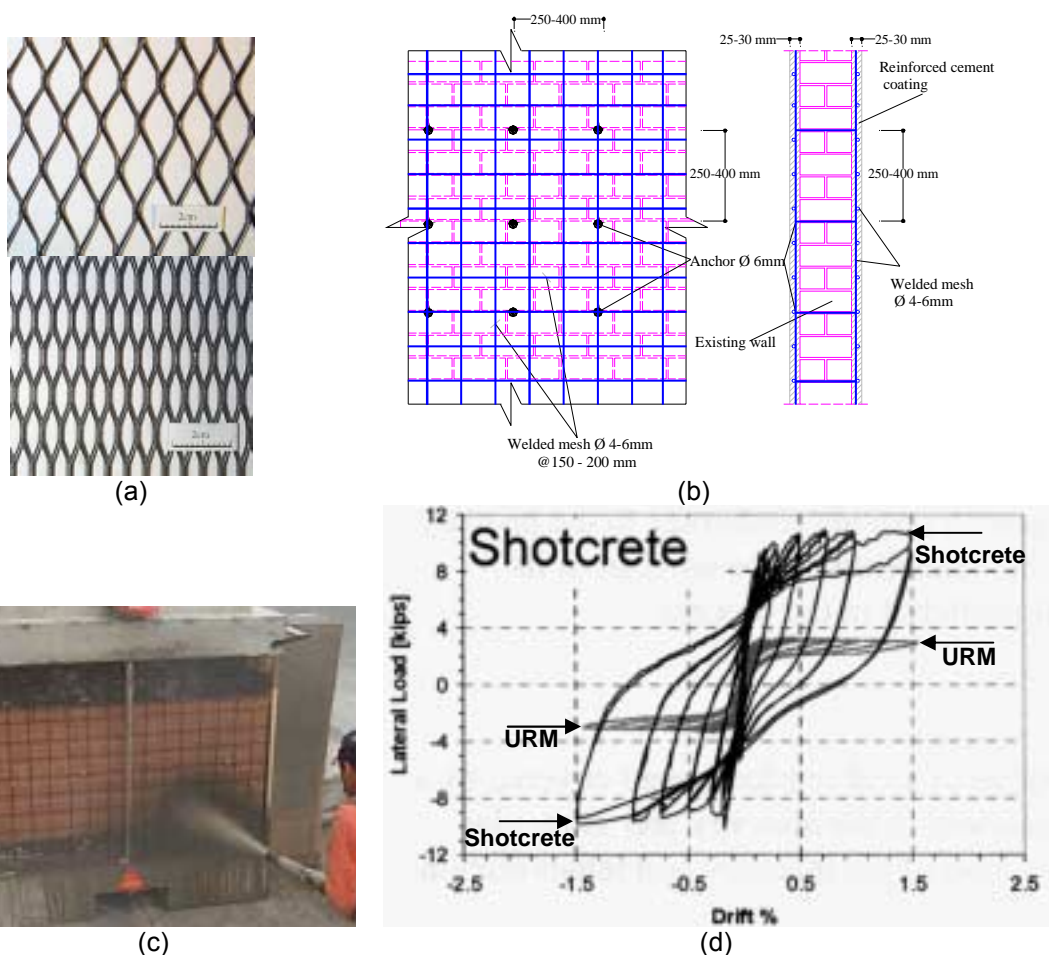 2cm
2cm
(a)
250-400 mm
25-30 mm
25-30 mm
Reinforced cement
coating
250-400 mm
250-400 mm
Anchor Ø 6mm
Welded mesh
Ø 4-6mm
Existing wall
Welded mesh Ø 4-6mm
@150 - 200 mm
(b)
(c)
Shotcrete
Lateral Load [kips]
12
8
4
0
-4
-8
-12
Shotcrete
URM
URM
Shotcrete
-2.5
-1.5
-0.5
0.5
1.5
2.5
Drift %
(d)